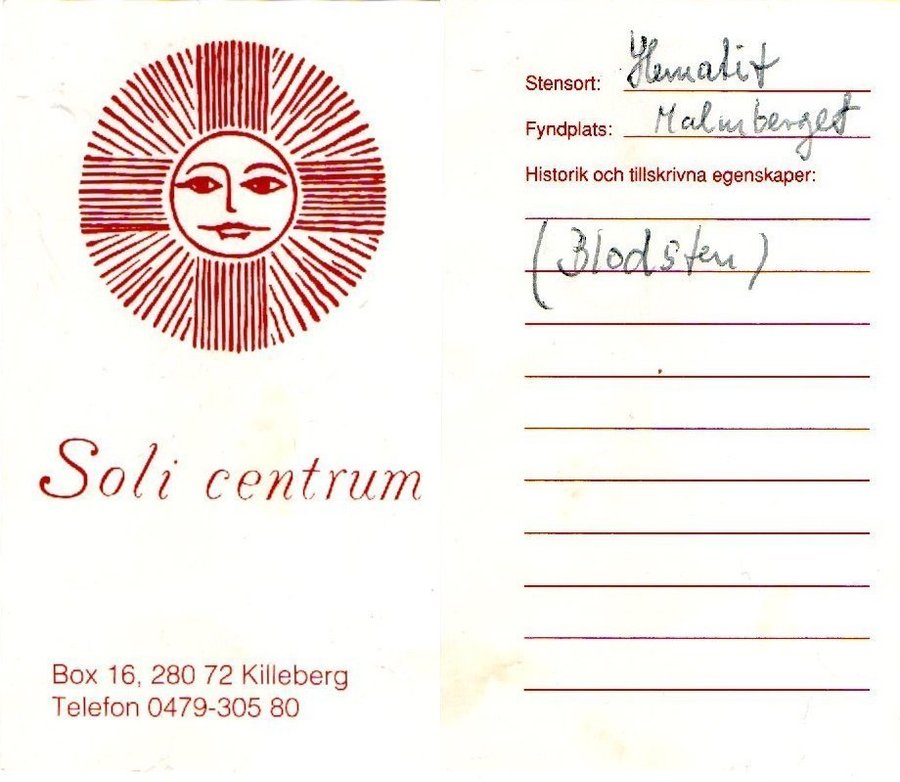 Soli centrum
Box 16, 280 72 Killeberg
Telefon 0479-305 80
Stensort: Hematit
Fyndplats: Malmberget
Historik och tillskrivna egenskaper:
(Blodsten)